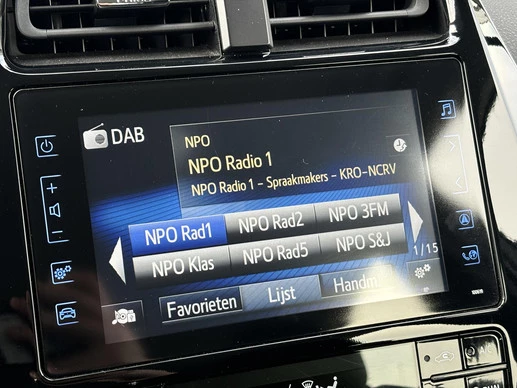 DAB
NPO
NPO Radio 1
NPO Radio 1 - Spraakmakers - KRO-NCRV
NPO Rad1 NPO Rad2 NPO 3FM
NPO Klas NPO Rad5 NPO S&J
1/15
Favorieten Lijst Handm
A/C